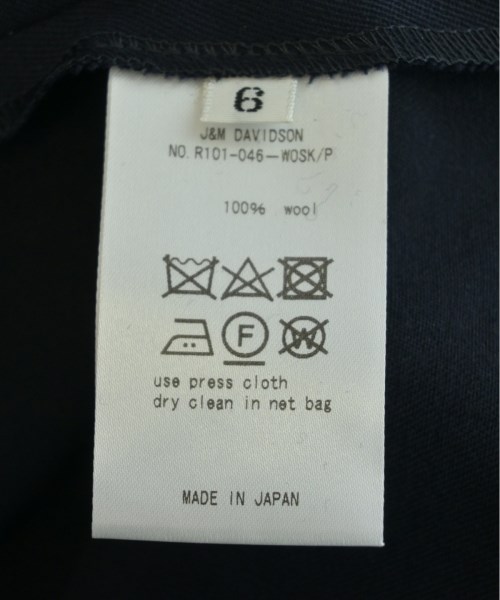 6
J&M DAVIDSON
NO. R101-046-WOSK/P
100% wool
F W
use press cloth
dry clean in net bag
MADE IN JAPAN